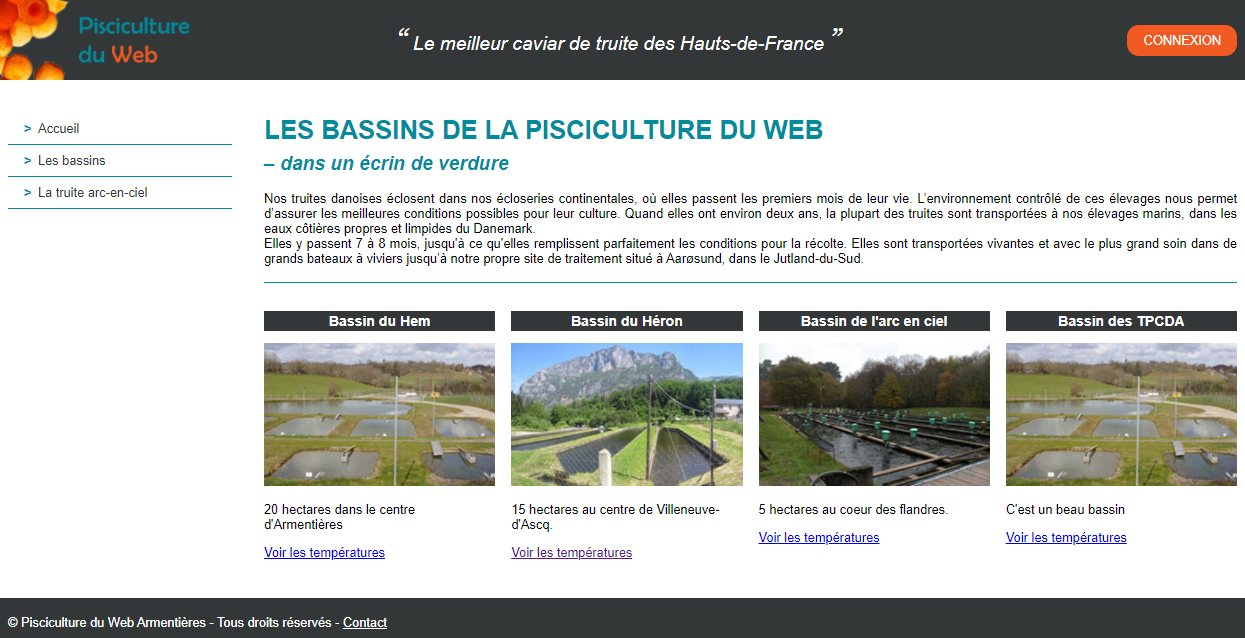 Pisciculture
du Web
“ Le meilleur caviar de truite des Hauts-de-France ”
CONNEXION
> Accueil
> Les bassins
> La truite arc-en-ciel
LES BASSINS DE LA PISCICULTURE DU WEB
– dans un écrin de verdure
Nos truites danoises éclosent dans nos écloseries continentales, où elles passent les premiers mois de leur vie. L’environnement contrôlé de ces élevages nous permet
d’assurer les meilleures conditions possibles pour leur culture. Quand elles ont environ deux ans, la plupart des truites sont transportées à nos élevages marins, dans les
eaux côtières propres et limpides du Danemark.
Elles y passent 7 à 8 mois, jusqu’à ce qu’elles remplissent parfaitement les conditions pour la récolte. Elles sont transportées vivantes et avec le plus grand soin dans de
grands bateaux à viviers jusqu’à notre propre site de traitement situé à Aarøsund, dans le Jutland-du-Sud.
Bassin du Hem
20 hectares dans le centre
d'Armentières
Voir les températures
Bassin du Héron
15 hectares au centre de Villeneuve-
d'Ascq.
Voir les températures
Bassin de l'arc en ciel
5 hectares au coeur des flandres.
Voir les températures
Bassin des TPCDA
C'est un beau bassin
Voir les températures
© Pisciculture du Web Armentières - Tous droits réservés - Contact